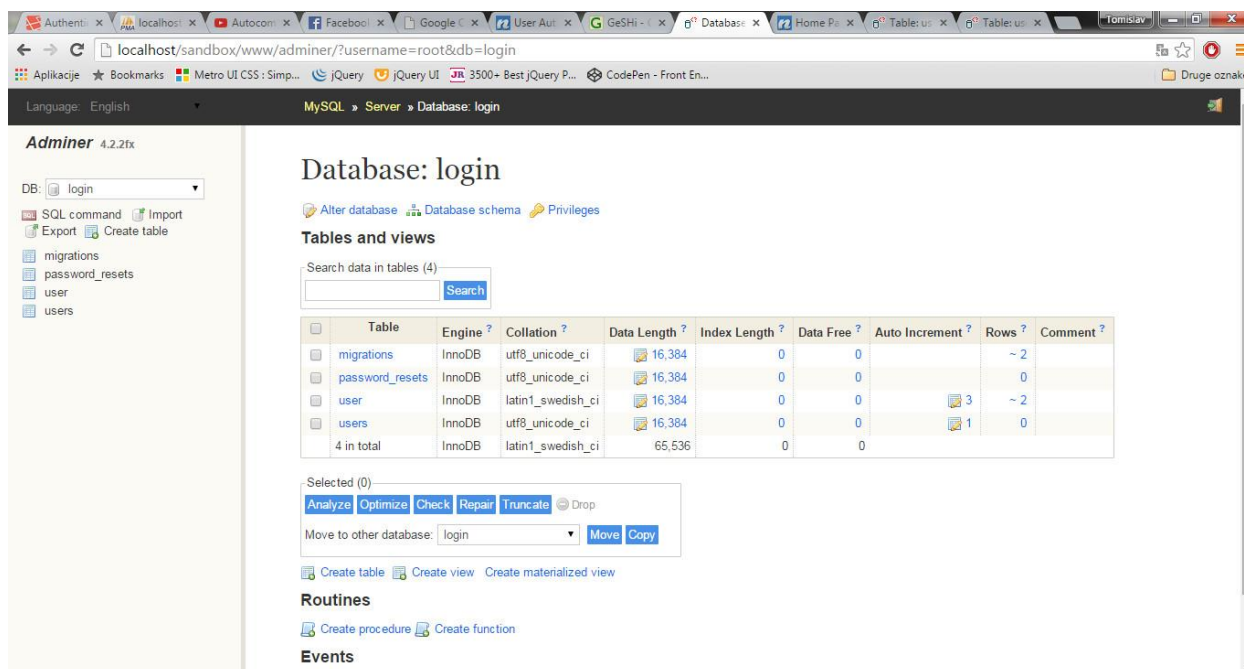 Authenti
localhost
Autocom
Facebool
Google C
User Aut
GeSHi - (
Database
Home Pa
Table: us
Table: us
Tomislav
localhost/sandbox/www/adminer/?username=root&db=login
Aplikacije Bookmarks Metro UI CSS : Simp... jQuery jQuery UI JR 3500+ Best jQuery P... CodePen - Front En... Druge oznake
Language: English
MySQL » Server » Database: login
Adminer 4.2.2fx
DB: login
SQL command Import
Export Create table
migrations
password_resets
user
users
Database: login
Alter database Database schema Privileges
Tables and views
Search data in tables (4)
Search
Table Engine ? Collation ? Data Length ? Index Length ? Data Free ? Auto Increment ? Rows ? Comment ?
migrations InnoDB utf8_unicode_ci 16,384 0 0 ~ 2
password_resets InnoDB utf8_unicode_ci 16,384 0 0 0
user InnoDB latin1_swedish_ci 16,384 0 0 3 ~ 2
users InnoDB utf8_unicode_ci 16,384 0 0 1 0
4 in total InnoDB latin1_swedish_ci 65,536 0 0
Selected (0)
Analyze Optimize Check Repair Truncate Drop
Move to other database: login Move Copy
Create table Create view Create materialized view
Routines
Create procedure Create function
Events